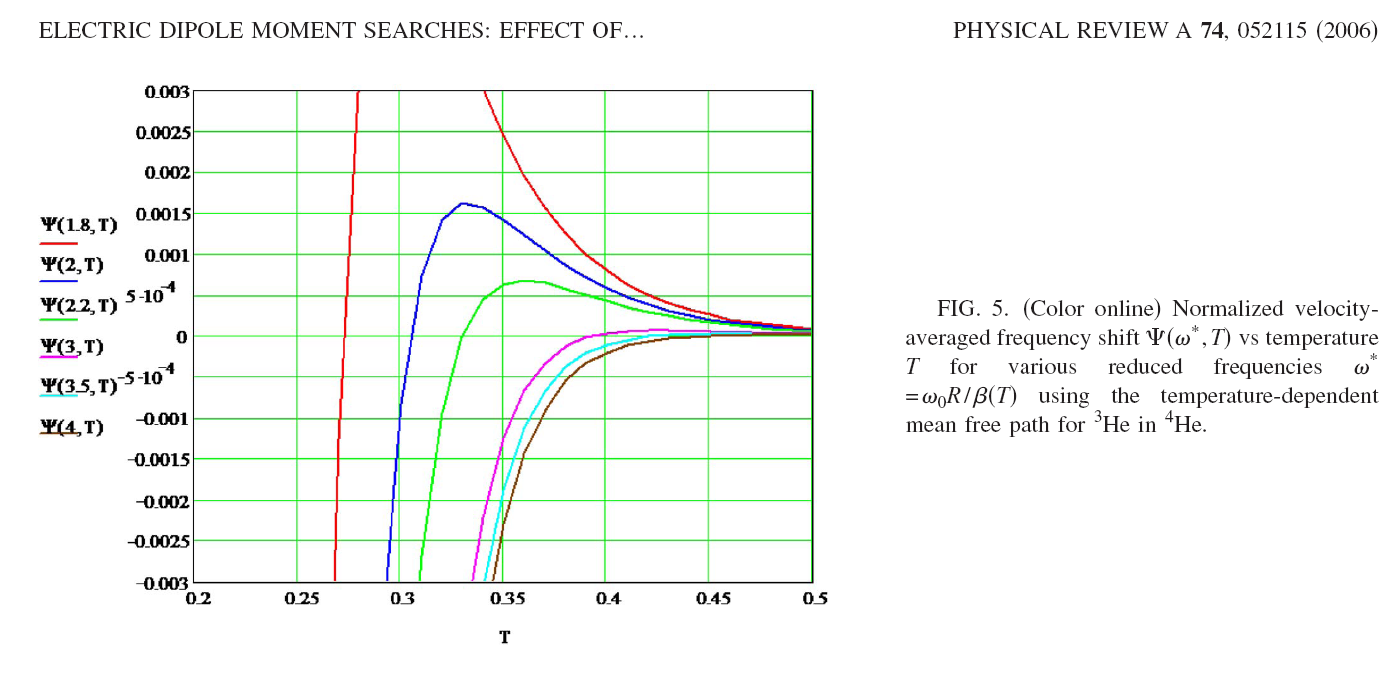 ELECTRIC DIPOLE MOMENT SEARCHES: EFFECT OF…
PHYSICAL REVIEW A 74, 052115 (2006)
0.003
0.0025
0.002
0.0015
0.001
5·10⁻⁴
0
−5·10⁻⁴
−0.001
−0.0015
−0.002
−0.0025
−0.003
Ψ(1.8,T)
Ψ(2,T)
Ψ(2.2,T)
Ψ(3,T)
Ψ(3.5,T)
Ψ(4,T)
0.2 0.25 0.3 0.35 0.4 0.45 0.5
T
FIG. 5. (Color online) Normalized velocity-
averaged frequency shift Ψ(ω*,T) vs temperature
T for various reduced frequencies ω*
=ω₀R/β(T) using the temperature-dependent
mean free path for ³He in ⁴He.